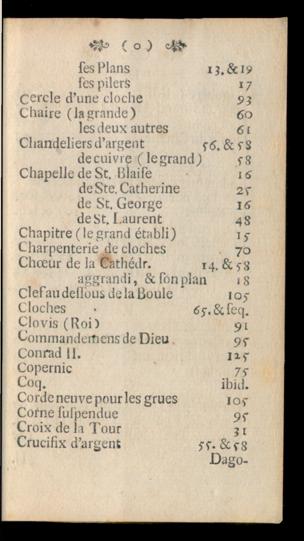 ( o )
ſes Plans 13. & 19
ſes pilers 17
Cercle d'une cloche 93
Chaire (la grande) 60
les deux autres 61
Chandeliers d'argent 56. & 58
de cuivre (le grand) 58
Chapelle de St. Blaiſe 16
de Ste. Catherine 25
de St. George 16
de St. Laurent 48
Chapitre (le grand établi) 15
Charpenterie de cloches 70
Chœur de la Cathédr. 14. & 58
aggrandi, & ſon plan 18
Clef au deſſous de la Boule 105
Cloches 65. & ſeq.
Clovis (Roi) 91
Commandemens de Dieu 95
Conrad II. 125
Copernic 75
Coq. ibid.
Corde neuve pour les grues 105
Corne ſuſpendue 95
Croix de la Tour 31
Crucifix d'argent 55. & 58
Dago-